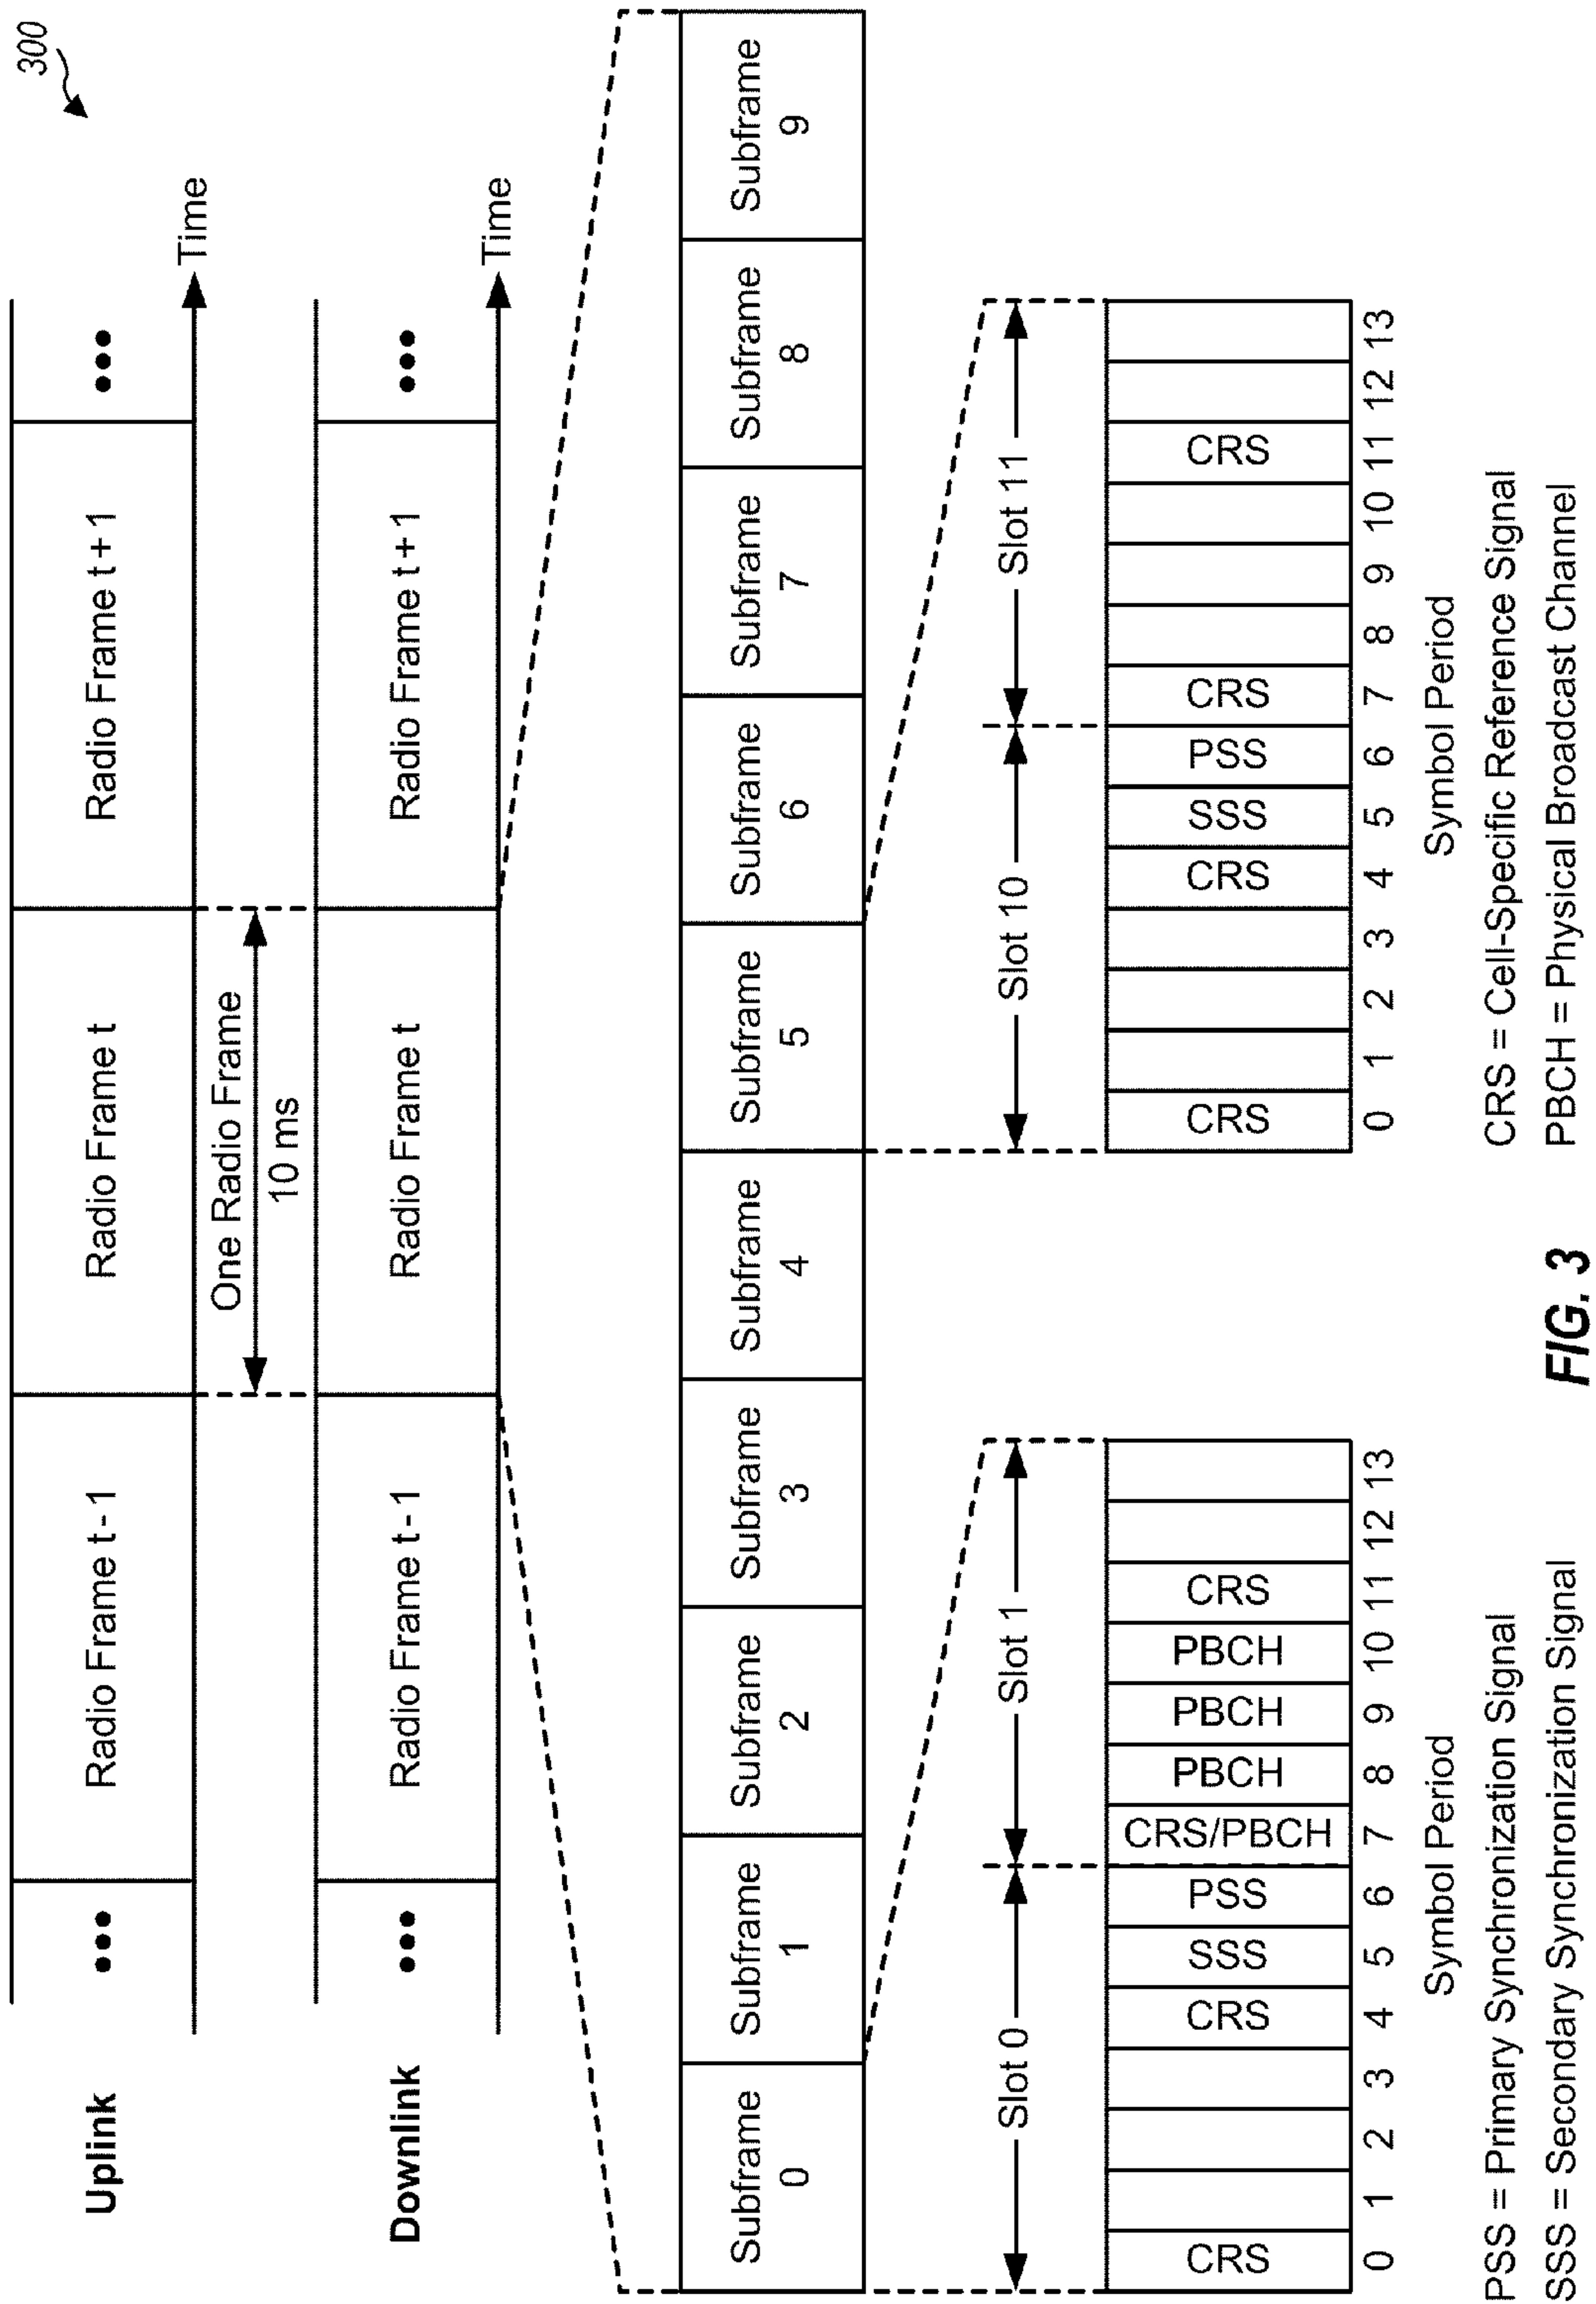 300
Uplink
•••
Radio Frame t - 1
Radio Frame t
Radio Frame t + 1
•••
Time
One Radio Frame
10 ms
Downlink
•••
Radio Frame t - 1
Radio Frame t
Radio Frame t + 1
•••
Time
Subframe
0
Subframe
1
Subframe
2
Subframe
3
Subframe
4
Subframe
5
Subframe
6
Subframe
7
Subframe
8
Subframe
9
Slot 0
Slot 1
CRS
CRS
SSS
PSS
CRS/PBCH
PBCH
PBCH
PBCH
CRS
0 1 2 3 4 5 6 7 8 9 10 11 12 13
Symbol Period
Slot 10
Slot 11
CRS
CRS
SSS
PSS
CRS
CRS
0 1 2 3 4 5 6 7 8 9 10 11 12 13
Symbol Period
PSS = Primary Synchronization Signal
SSS = Secondary Synchronization Signal
CRS = Cell-Specific Reference Signal
PBCH = Physical Broadcast Channel
FIG. 3